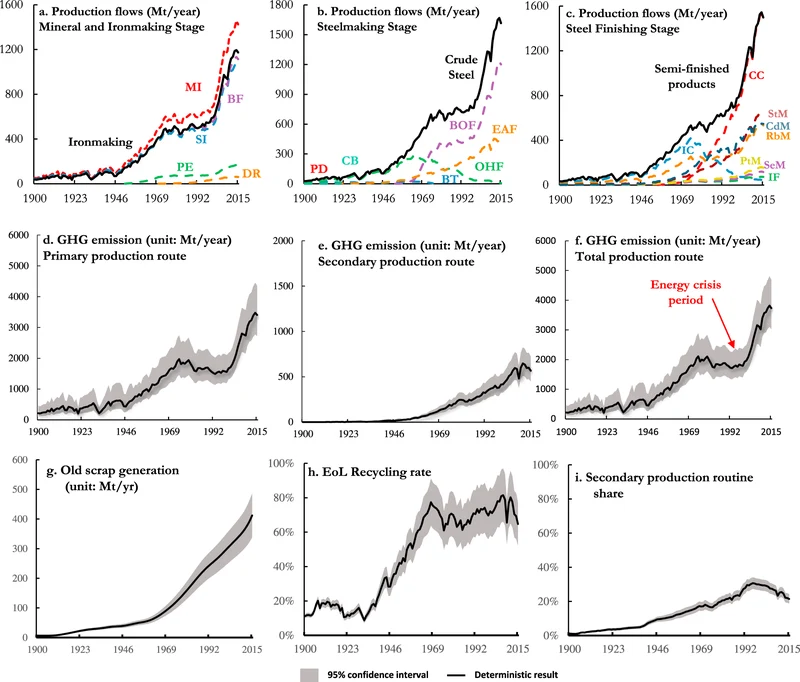 a. Production flows (Mt/year)
Mineral and Ironmaking Stage
1600
1200
800
400
0
MI
BF
Ironmaking
SI
PE
DR
1900 1923 1946 1969 1992 2015
b. Production flows (Mt/year)
Steelmaking Stage
1800
1500
1200
900
600
300
0
Crude
Steel
BOF
EAF
CB
PD
OHF
BT
1900 1923 1946 1969 1992 2015
c. Production flows (Mt/year)
Steel Finishing Stage
1600
1200
800
400
0
Semi-finished
products
CC
StM
CdM
RbM
IC
PtM
SeM
IF
1900 1923 1946 1969 1992 2015
d. GHG emission (unit: Mt/year)
Primary production route
6000
5000
4000
3000
2000
1000
0
1900 1923 1946 1969 1992 2015
e. GHG emission (unit: Mt/year)
Secondary production route
2000
1500
1000
500
0
1900 1923 1946 1969 1992 2015
f. GHG emission (unit: Mt/year)
Total production route
6000
5000
4000
3000
2000
1000
0
Energy crisis
period
1900 1923 1946 1969 1992 2015
g. Old scrap generation
(unit: Mt/yr)
600
500
400
300
200
100
0
1900 1923 1946 1969 1992 2015
h. EoL Recycling rate
100%
80%
60%
40%
20%
0%
1900 1923 1946 1969 1992 2015
i. Secondary production routine
share
100%
80%
60%
40%
20%
0%
1900 1923 1946 1969 1992 2015
95% confidence interval
Deterministic result